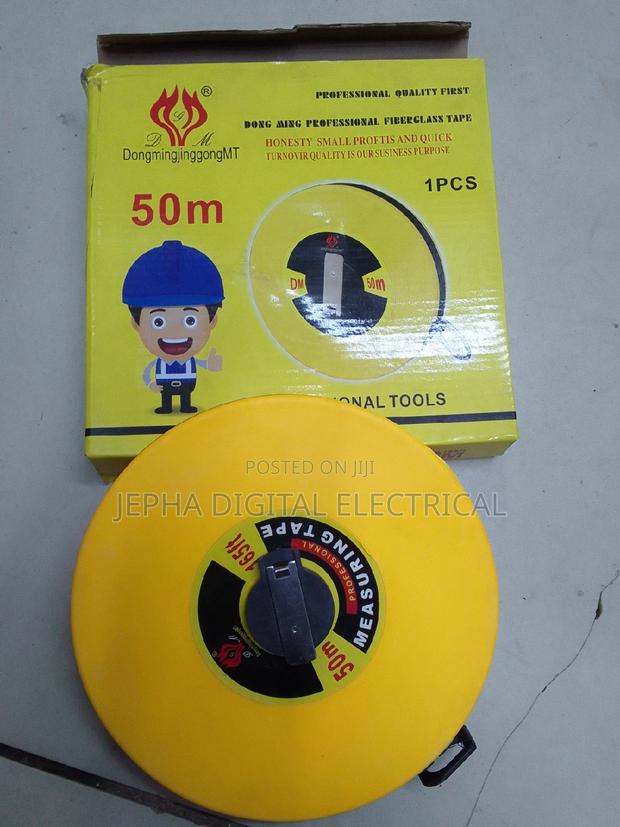 PROFESSIONAL QUALITY FIRST
DONG MING PROFESSIONAL FIBERGLASS TAPE
HONESTY SMALL PROFTIS AND QUICK
TURNOVIR QUALITY IS OUR SUSINESS PURPOSE
®
G
D M
DongmingjinggongMT
1PCS
50m
DM
50m
IONAL TOOLS
POSTED ON JIJI
JEPHA DIGITAL ELECTRICAL
MEASURING TAPE
PROFESSIONAL
165ft
50m